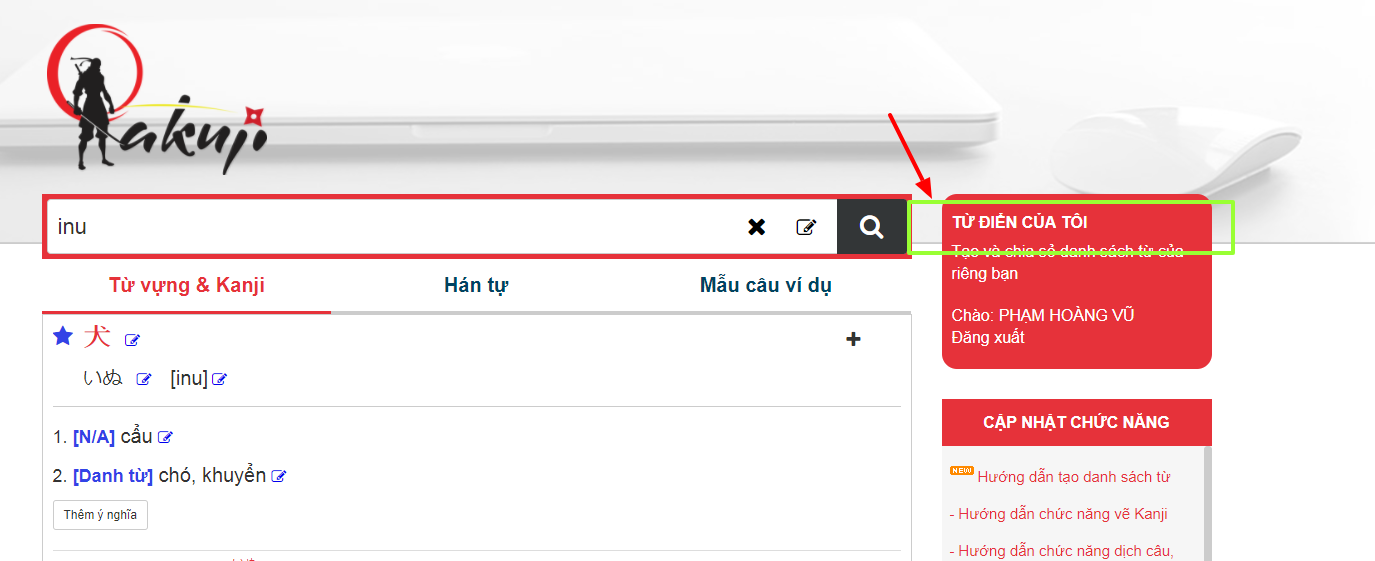 akuji
inu
TỪ ĐIỂN CỦA TÔI
Tạo và chia sẻ danh sách từ của
riêng bạn
Chào: PHẠM HOÀNG VŨ
Đăng xuất
Từ vựng & Kanji
Hán tự
Mẫu câu ví dụ
犬
いぬ [inu]
1. [N/A] cẩu
2. [Danh từ] chó, khuyển
Thêm ý nghĩa
CẬP NHẬT CHỨC NĂNG
NEW Hướng dẫn tạo danh sách từ
- Hướng dẫn chức năng vẽ Kanji
- Hướng dẫn chức năng dịch câu,